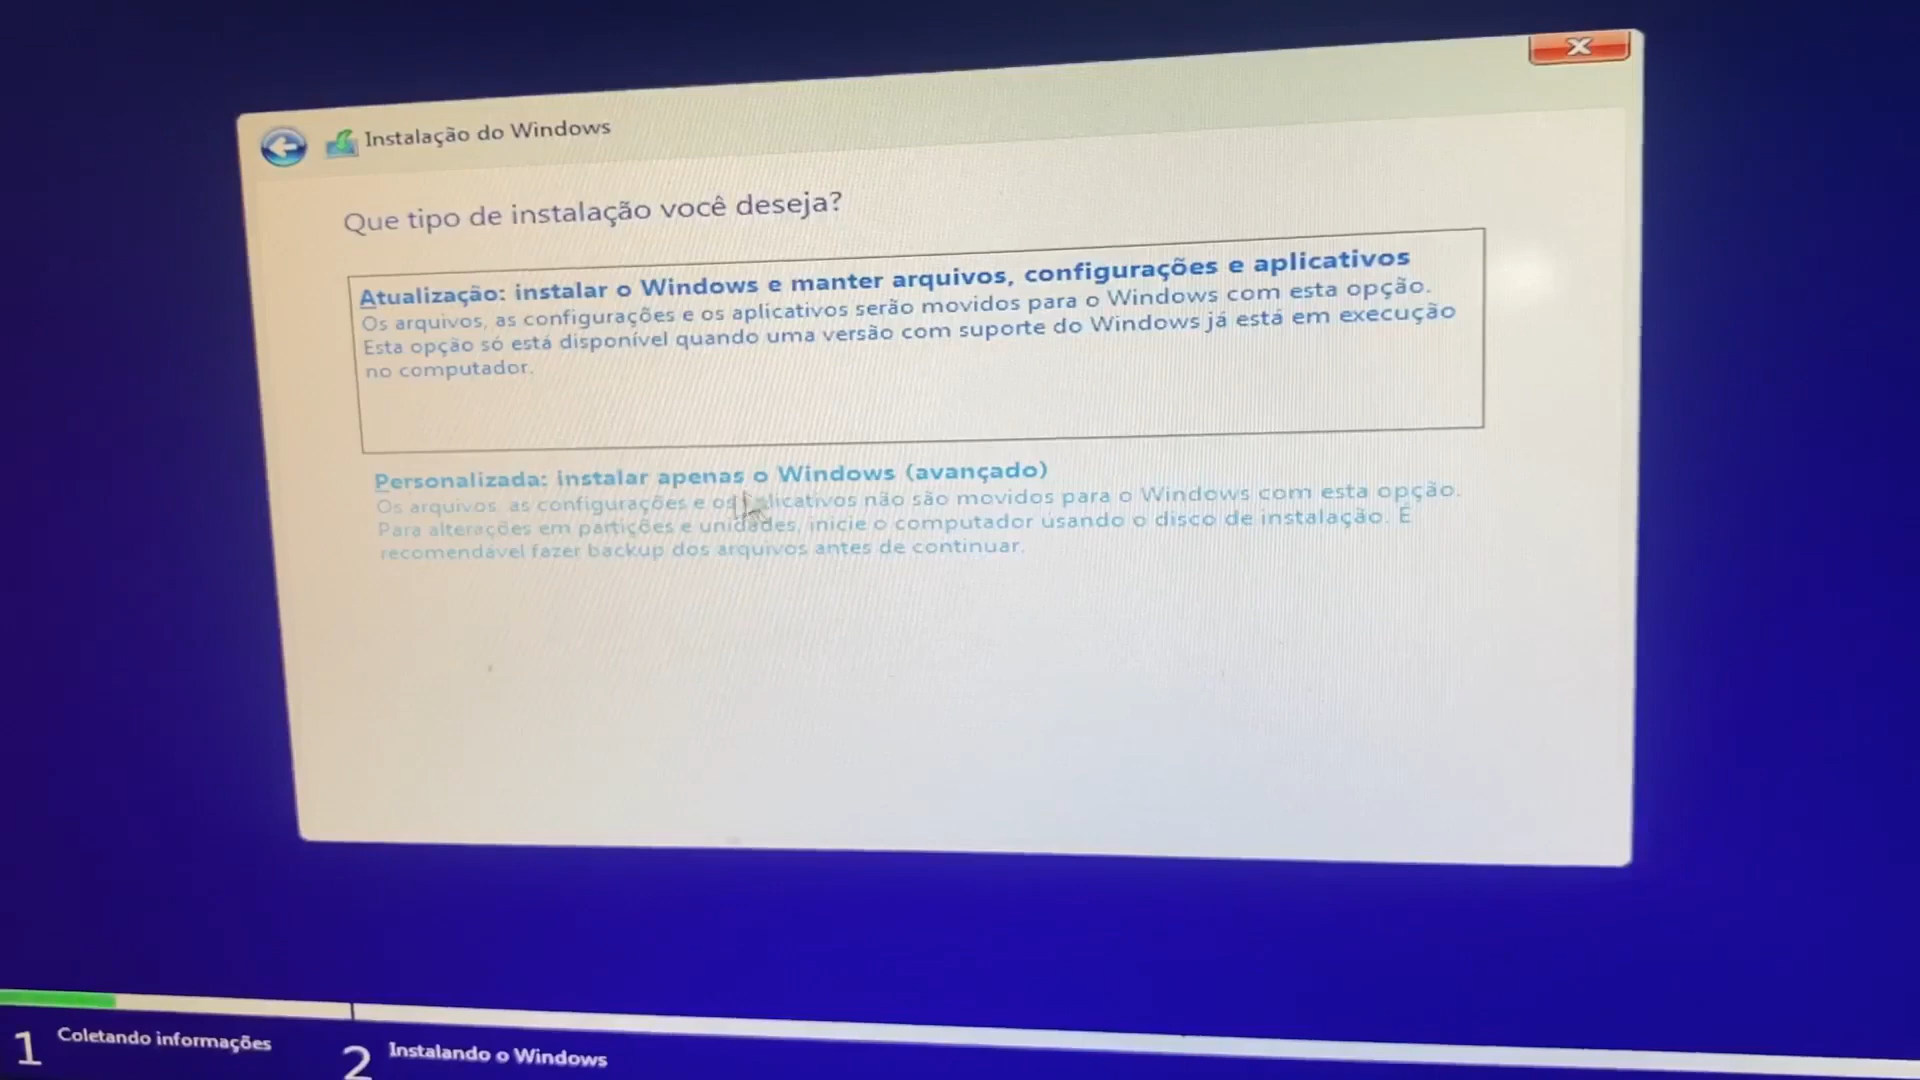 Instalação do Windows
Que tipo de instalação você deseja?
Atualização: instalar o Windows e manter arquivos, configurações e aplicativos
Os arquivos, as configurações e os aplicativos serão movidos para o Windows com esta opção.
Esta opção só está disponível quando uma versão com suporte do Windows já está em execução
no computador.
Personalizada: instalar apenas o Windows (avançado)
Os arquivos, as configurações e os aplicativos não são movidos para o Windows com esta opção.
Para alterações em partições e unidades, inicie o computador usando o disco de instalação. É
recomendável fazer backup dos arquivos antes de continuar.
1 Coletando informações
2 Instalando o Windows